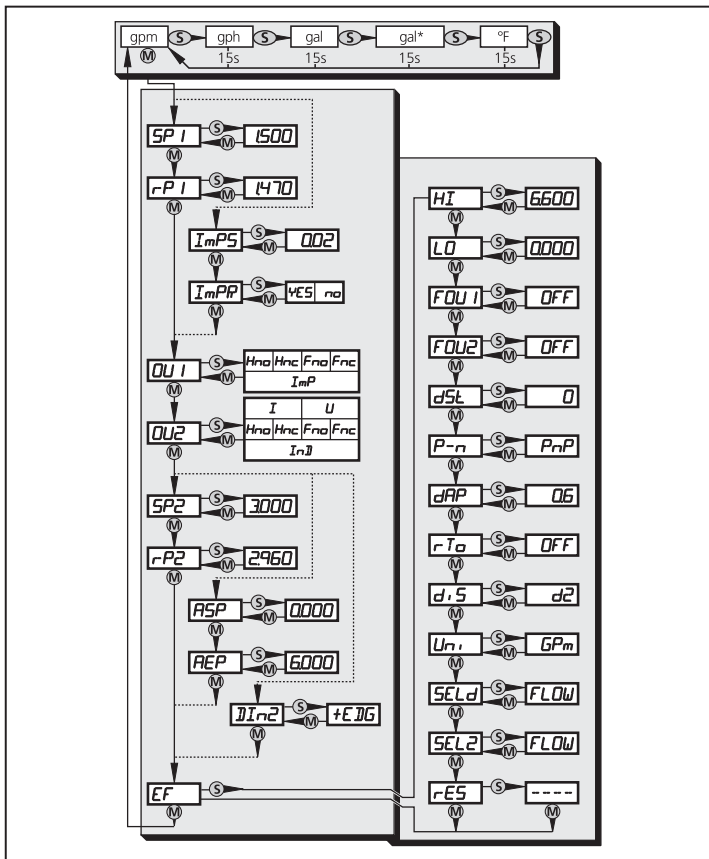 gpm S gph S gal S gal* S °F S
M 15s 15s 15s 15s
SP1 S M 1.500
M
rP1 S M 1.470
M
ImPS S M 0.02
M
ImPR S M YES no
M
OU1 S M Hno Hnc Fno Fnc
ImP
M
OU2 S M I U
Hno Hnc Fno Fnc
InD
M
SP2 S M 3.000
M
rP2 S M 2.960
M
ASP S M 0.000
M
AEP S M 6.000
M
DIn2 S M +EDG
M
EF S
M
HI S M 6.600
M
LO S M 0.000
M
FOU1 S M OFF
M
FOU2 S M OFF
M
dSt S M 0
M
P-n S M PnP
M
dAP S M 0.6
M
rTo S M OFF
M
diS S M d2
M
Uni S M GPm
M
SELd S M FLOW
M
SEL2 S M FLOW
M
rES S ----
M M